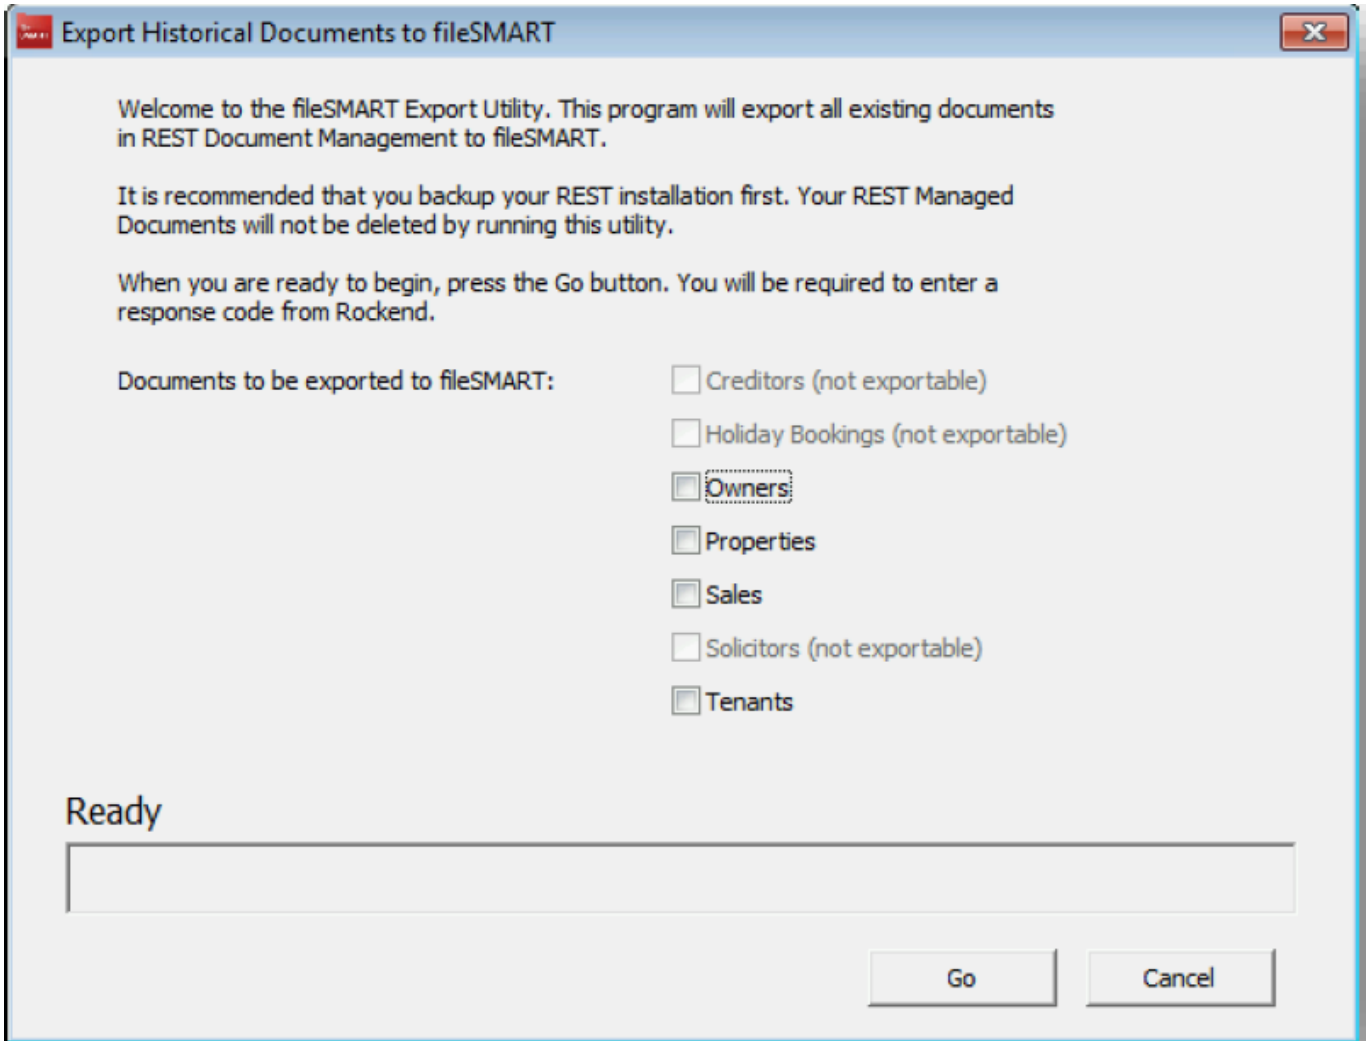 Export Historical Documents to fileSMART
Welcome to the fileSMART Export Utility. This program will export all existing documents
in REST Document Management to fileSMART.
It is recommended that you backup your REST installation first. Your REST Managed
Documents will not be deleted by running this utility.
When you are ready to begin, press the Go button. You will be required to enter a
response code from Rockend.
Documents to be exported to fileSMART:
Creditors (not exportable)
Holiday Bookings (not exportable)
Owners
Properties
Sales
Solicitors (not exportable)
Tenants
Ready
Go
Cancel